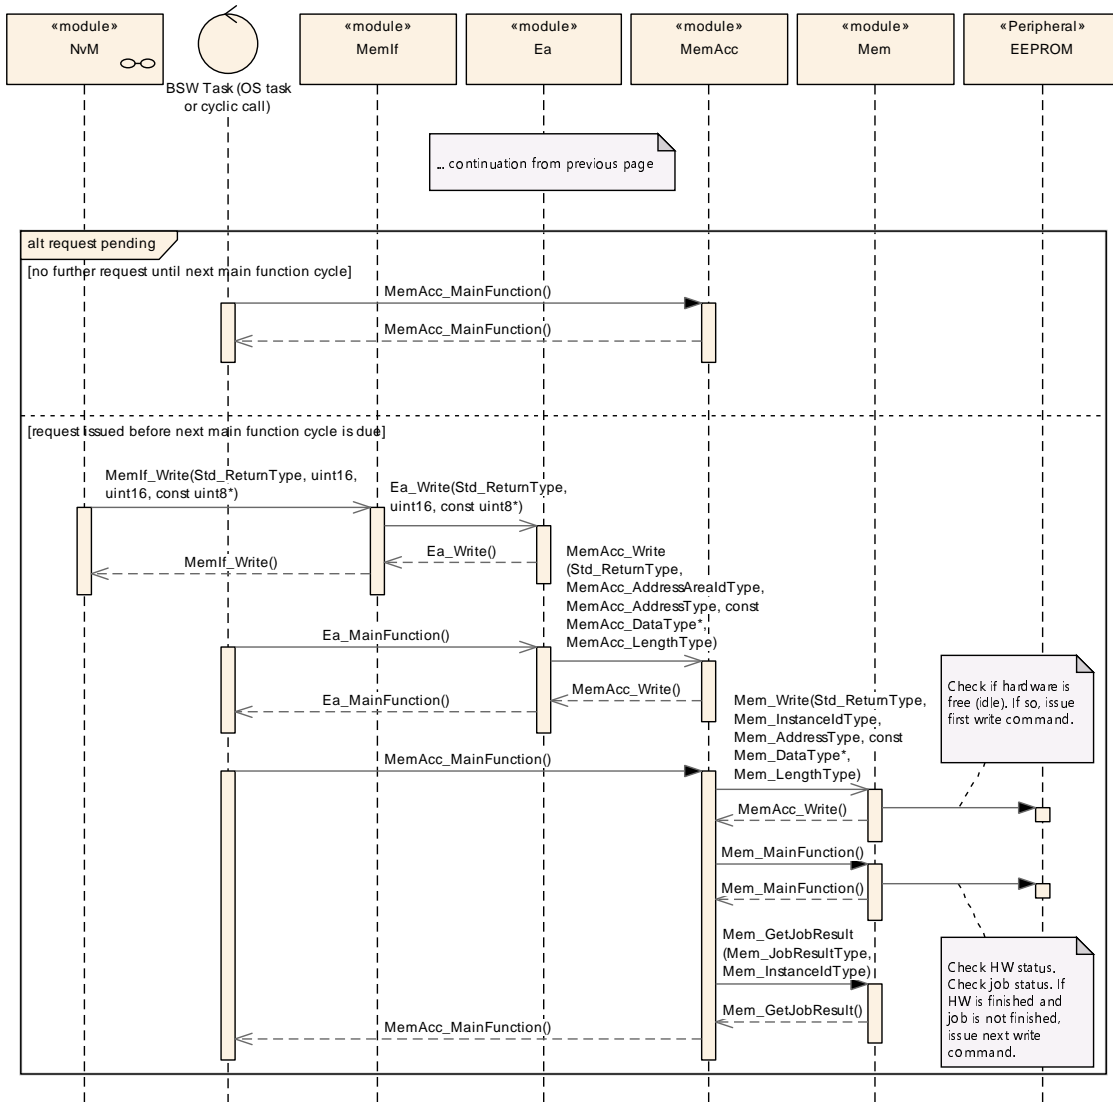 «module»
NvM
BSW Task (OS task
or cyclic call)
«module»
MemIf
«module»
Ea
«module»
MemAcc
«module»
Mem
«Peripheral»
EEPROM
... continuation from previous page
alt request pending
[no further request until next main function cycle]
MemAcc_MainFunction()
MemAcc_MainFunction()
[request issued before next main function cycle is due]
MemIf_Write(Std_ReturnType, uint16,
uint16, const uint8*)
Ea_Write(Std_ReturnType,
uint16, const uint8*)
Ea_Write()
MemIf_Write()
MemAcc_Write
(Std_ReturnType,
MemAcc_AddressAreaIdType,
MemAcc_AddressType, const
MemAcc_DataType*,
MemAcc_LengthType)
Ea_MainFunction()
MemAcc_Write()
Ea_MainFunction()
Mem_Write(Std_ReturnType,
Mem_InstanceIdType,
Mem_AddressType, const
Mem_DataType*,
Mem_LengthType)
Check if hardware is
free (idle). If so, issue
first write command.
MemAcc_MainFunction()
MemAcc_Write()
Mem_MainFunction()
Mem_MainFunction()
Mem_GetJobResult
(Mem_JobResultType,
Mem_InstanceIdType)
Mem_GetJobResult()
MemAcc_MainFunction()
Check HW status.
Check job status. If
HW is finished and
job is not finished,
issue next write
command.